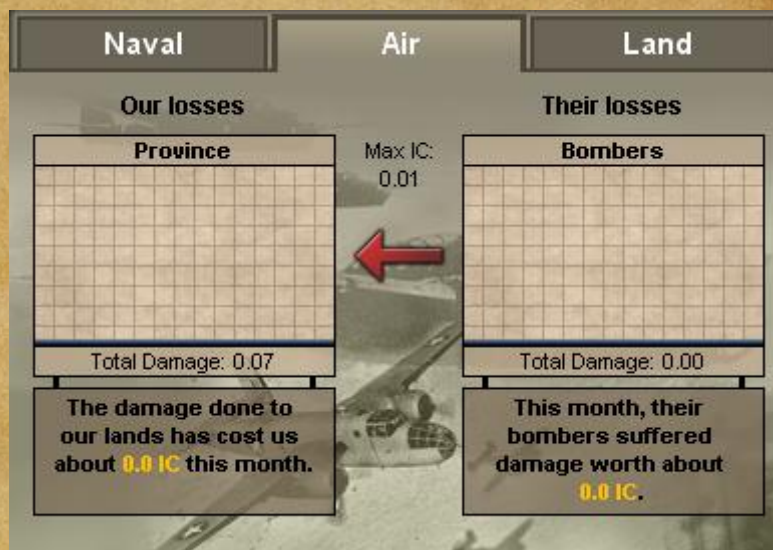 Naval
Air
Land
Our losses
Their losses
Province
Max IC:
0.01
Bombers
Total Damage: 0.07
Total Damage: 0.00
The damage done to
our lands has cost us
about 0.0 IC this month.
This month, their
bombers suffered
damage worth about
0.0 IC.